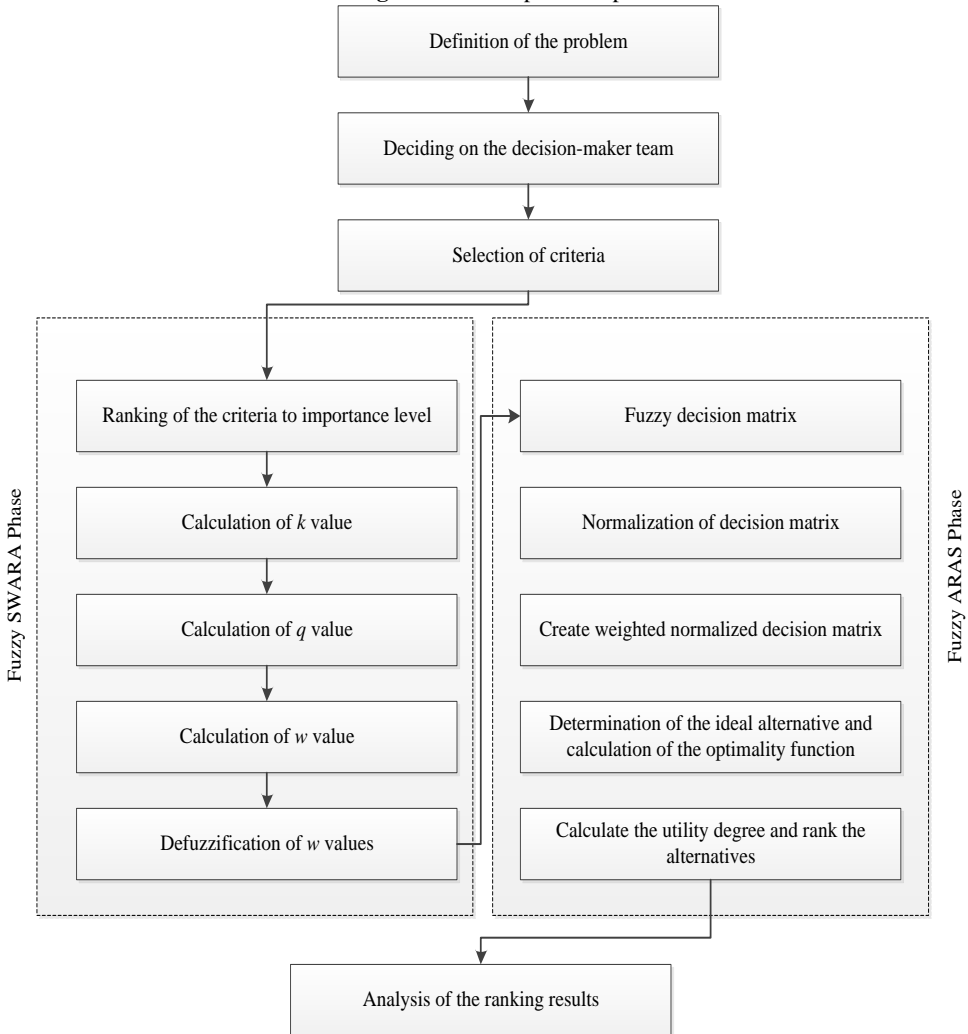 Definition of the problem
Deciding on the decision-maker team
Selection of criteria
Fuzzy SWARA Phase
Ranking of the criteria to importance level
Calculation of k value
Calculation of q value
Calculation of w value
Defuzzification of w values
Fuzzy decision matrix
Normalization of decision matrix
Create weighted normalized decision matrix
Determination of the ideal alternative and
calculation of the optimality function
Calculate the utility degree and rank the
alternatives
Fuzzy ARAS Phase
Analysis of the ranking results